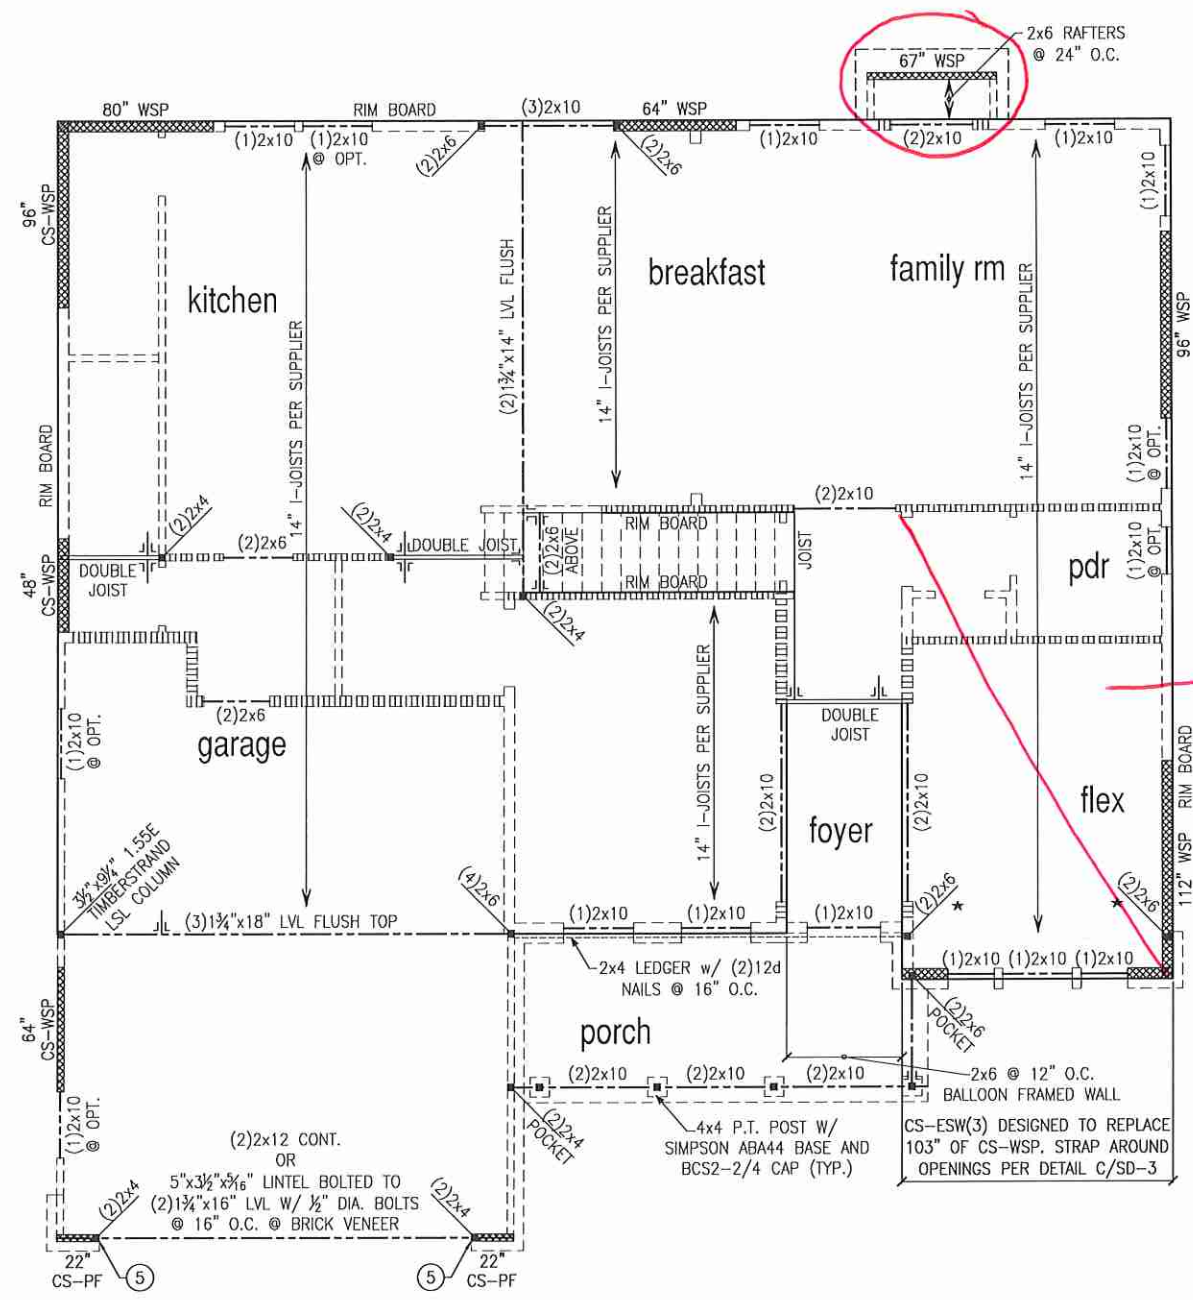 2x6 RAFTERS
@ 24" O.C.
67" WSP
80" WSP
RIM BOARD
(3)2x10
64" WSP
(1)2x10
(1)2x10
@ OPT.
(2)2x6
(2)2x6
(1)2x10
(2)2x10
(1)2x10
(1)2x10
96"
CS-WSP
kitchen
breakfast
family rm
14" I-JOISTS PER SUPPLIER
(2)1¾"x14" LVL FLUSH
14" I-JOISTS PER SUPPLIER
14" I-JOISTS PER SUPPLIER
96" WSP
RIM BOARD
(1)2x10
@ OPT.
(2)2x10
(2)2x4
(2)2x6
(2)2x4
DOUBLE JOIST
RIM BOARD
(2)2x6
ABOVE
RIM BOARD
JOIST
(1)2x10
@ OPT.
pdr
48"
CS-WSP
DOUBLE
JOIST
(2)2x4
(2)2x6
14" I-JOISTS PER SUPPLIER
DOUBLE
JOIST
(1)2x10
@ OPT.
garage
(2)2x10
foyer
(2)2x10
flex
RIM BOARD
112" WSP
3½"x9¼" 1.55E
TIMBERSTRAND
LSL COLUMN
(4)2x6
(2)2x6
★
★
(2)2x6
(3)1¾"x18" LVL FLUSH TOP
(1)2x10
(1)2x10
(1)2x10
(1)2x10
(1)2x10
(1)2x10
2x4 LEDGER w/ (2)12d
NAILS @ 16" O.C.
(2)2x6
POCKET
64"
CS-WSP
porch
(2)2x10
(2)2x10
(2)2x10
2x6 @ 12" O.C.
BALLOON FRAMED WALL
(1)2x10
@ OPT.
(2)2x4
POCKET
4x4 P.T. POST W/
SIMPSON ABA44 BASE AND
BCS2-2/4 CAP (TYP.)
CS-ESW(3) DESIGNED TO REPLACE
103" OF CS-WSP. STRAP AROUND
OPENINGS PER DETAIL C/SD-3
(2)2x12 CONT.
OR
5"x3½"x5/16" LINTEL BOLTED TO
(2)1¾"x16" LVL W/ ½" DIA. BOLTS
@ 16" O.C. @ BRICK VENEER
(2)2x4
(2)2x4
22"
CS-PF
5
5
22"
CS-PF